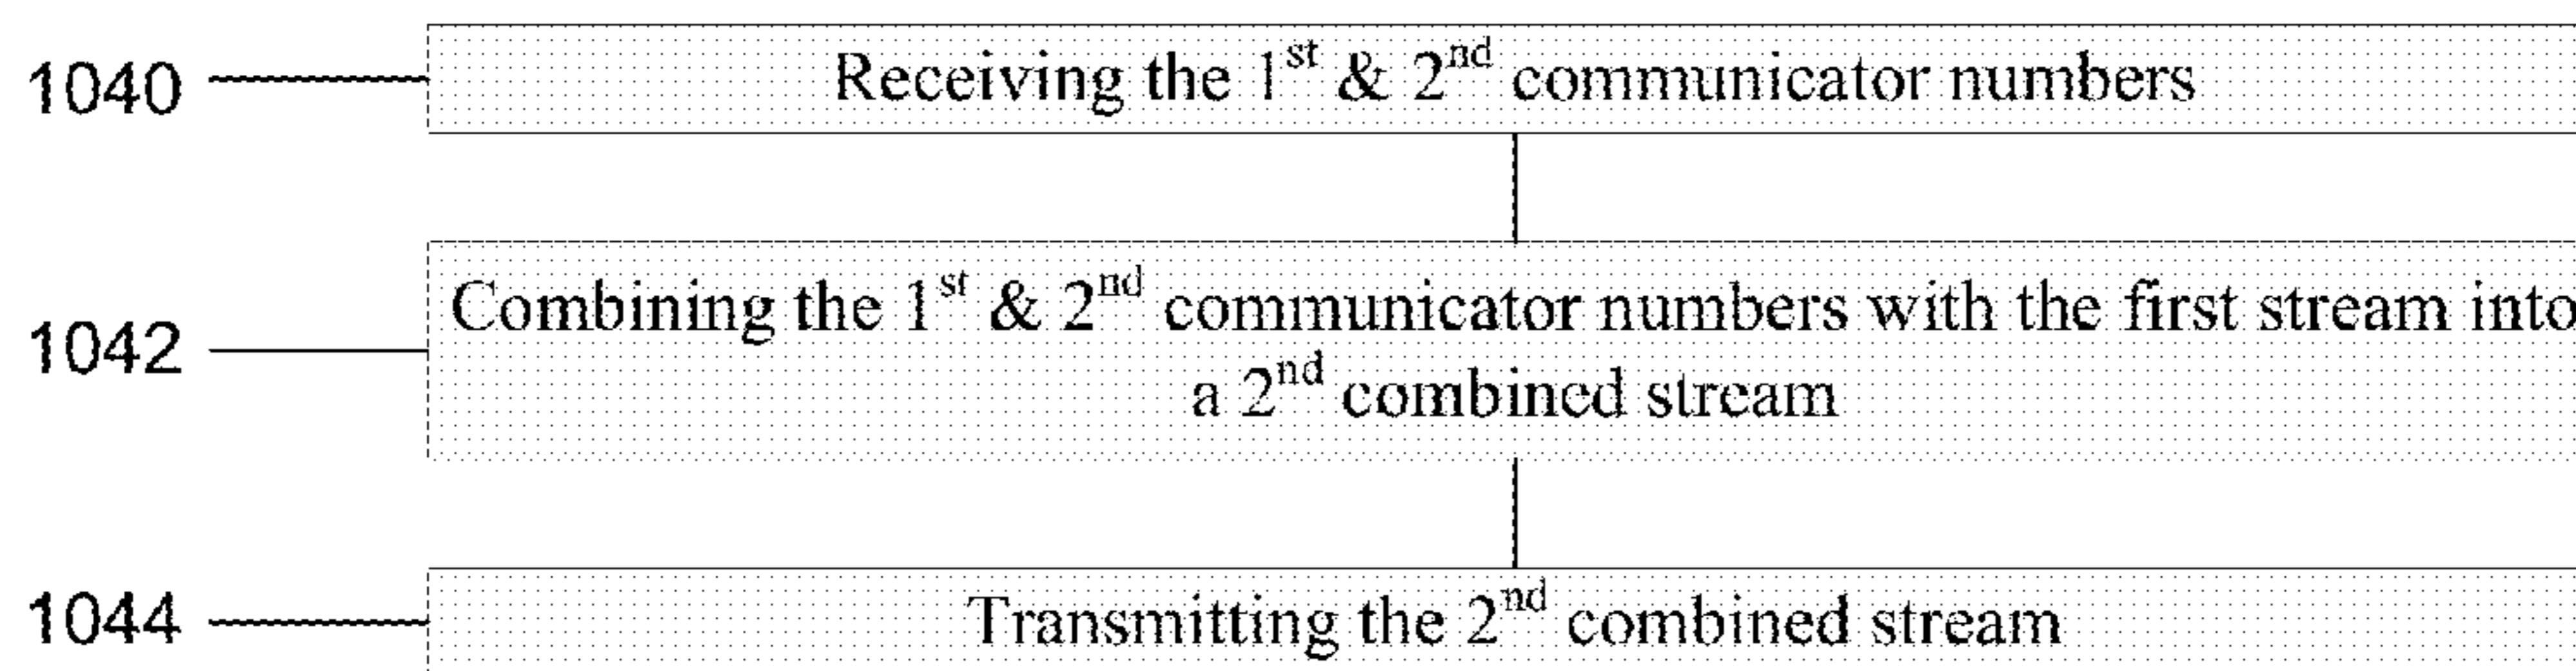 1040 Receiving the 1st & 2nd communicator numbers
1042 Combining the 1st & 2nd communicator numbers with the first stream into
a 2nd combined stream
1044 Transmitting the 2nd combined stream